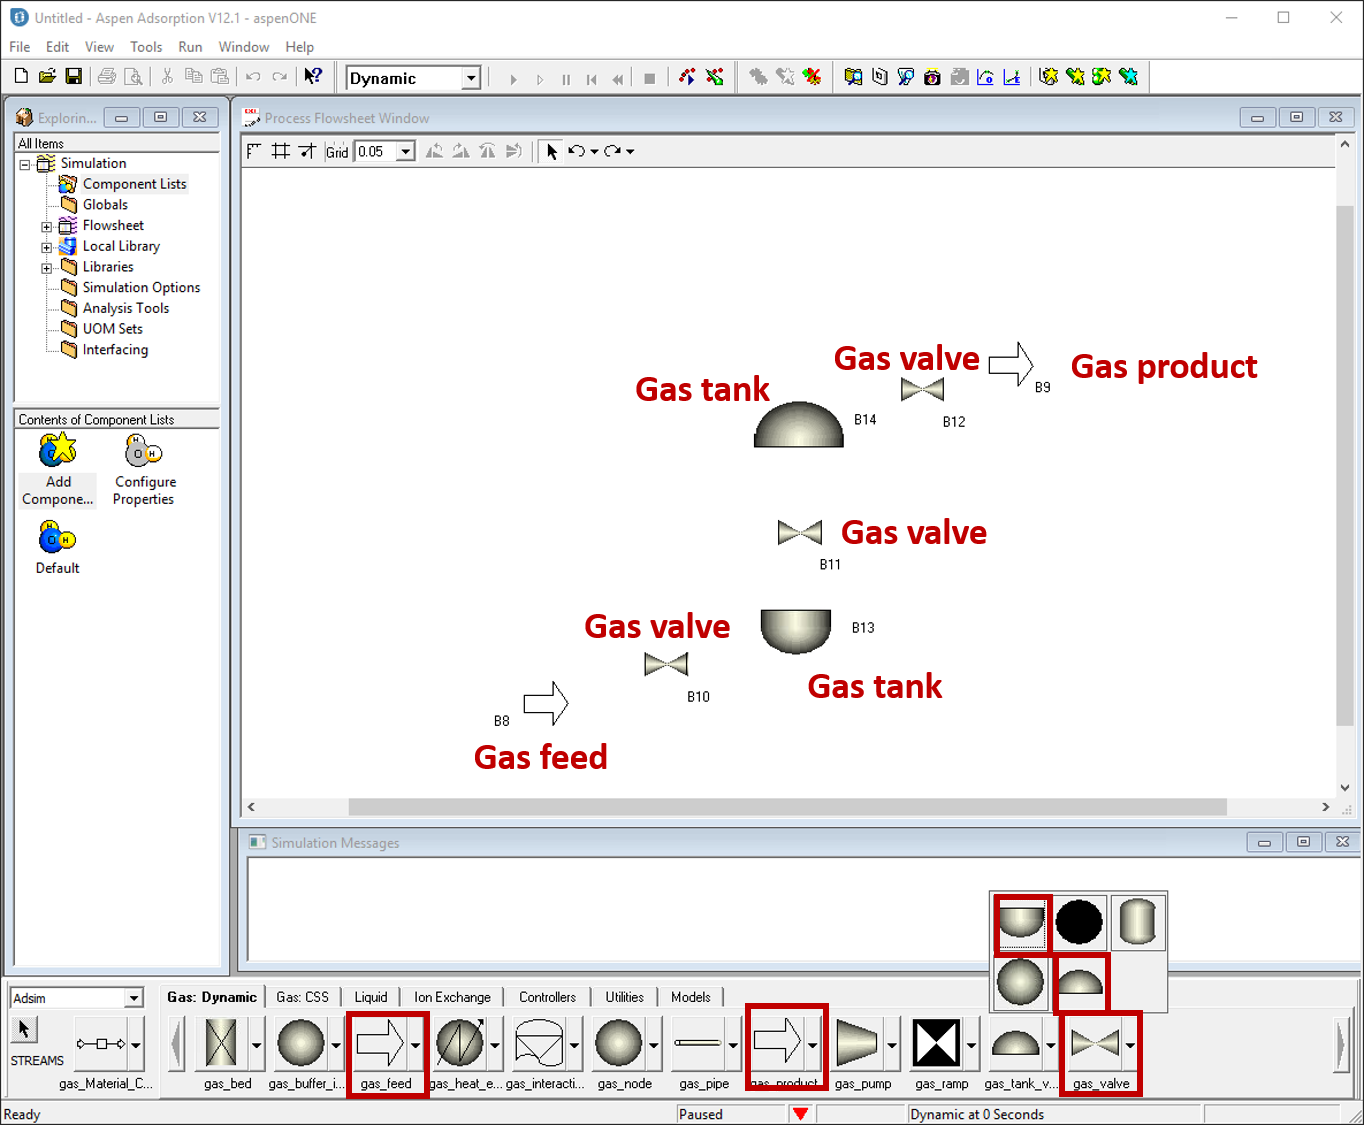 Untitled - Aspen Adsorption V12.1 - aspenONE
File Edit View Tools Run Window Help
Dynamic
Explorin...
All Items
Simulation
Component Lists
Globals
Flowsheet
Local Library
Libraries
Simulation Options
Analysis Tools
UOM Sets
Interfacing
Contents of Component Lists
Add
Compone...
Configure
Properties
Default
Process Flowsheet Window
Grid 0.05
Gas valve
Gas product
B9
Gas tank
B14
B12
Gas valve
B11
Gas valve
B13
B10
Gas tank
B8
Gas feed
Simulation Messages
Adsim
Gas: Dynamic Gas: CSS Liquid Ion Exchange Controllers Utilities Models
STREAMS
gas_Material_C... gas_bed gas_buffer_i... gas_feed gas_heat_e... gas_interacti... gas_node gas_pipe gas_product gas_pump gas_ramp gas_tank_v... gas_valve
Ready Paused Dynamic at 0 Seconds